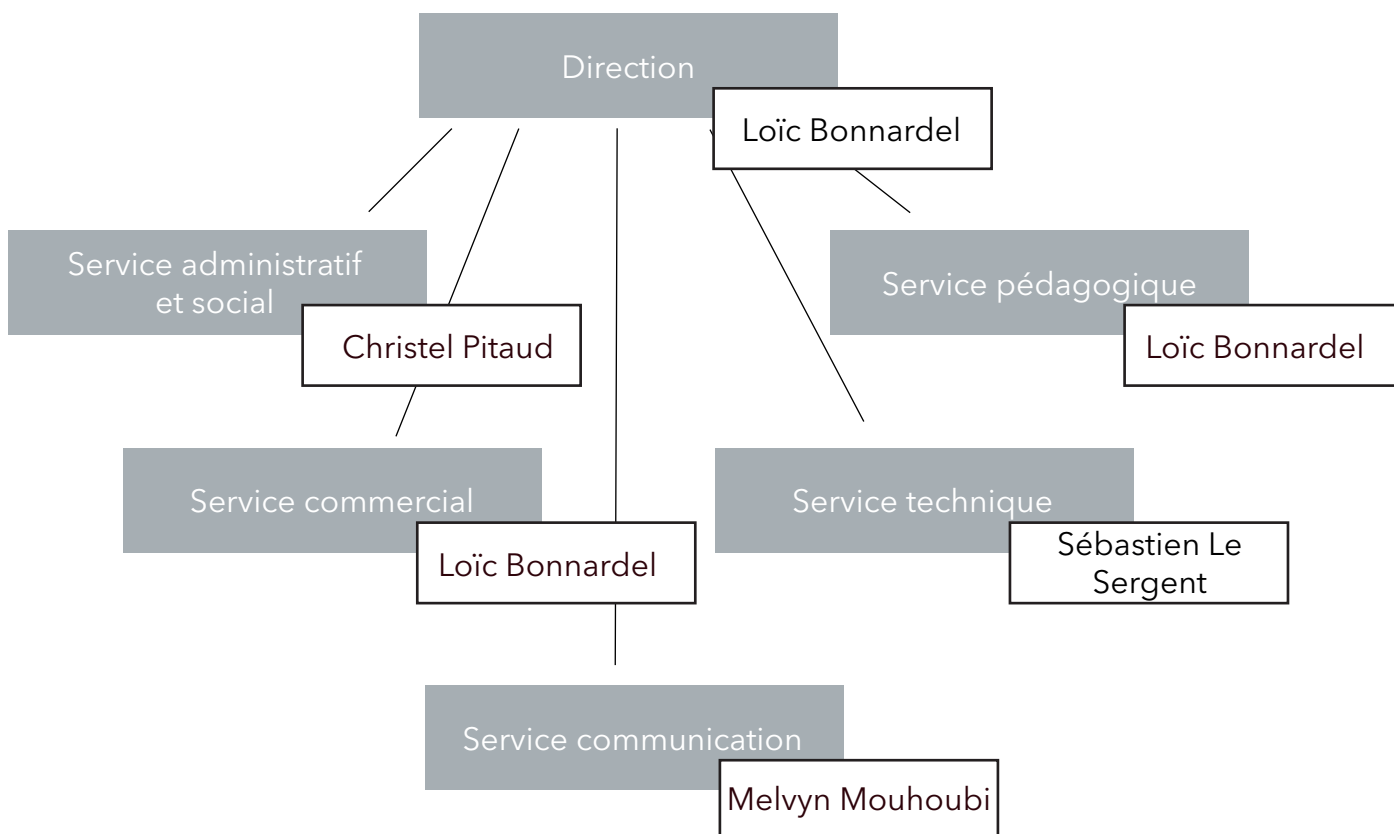 Direction
Loïc Bonnardel
Service administratif
et social
Christel Pitaud
Service pédagogique
Loïc Bonnardel
Service commercial
Loïc Bonnardel
Service technique
Sébastien Le
Sergent
Service communication
Melvyn Mouhoubi